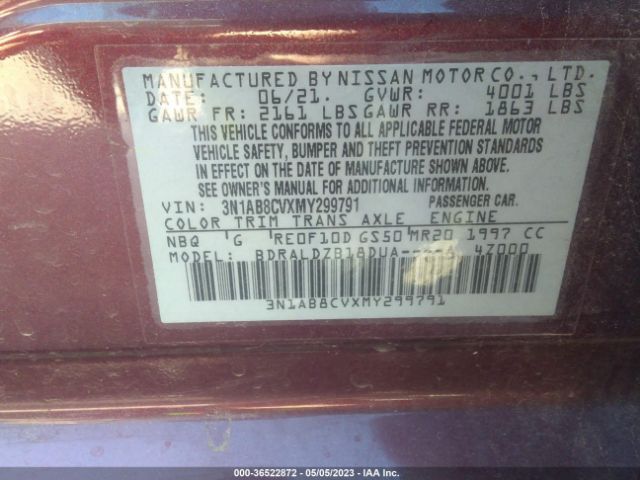 MANUFACTURED BY NISSAN MOTOR CO., LTD.
DATE: 06/21. GVWR: 4001 LBS
GAWR FR: 2161 LBS GAWR RR: 1863 LBS
THIS VEHICLE CONFORMS TO ALL APPLICABLE FEDERAL MOTOR
VEHICLE SAFETY, BUMPER AND THEFT PREVENTION STANDARDS
IN EFFECT ON THE DATE OF MANUFACTURE SHOWN ABOVE.
SEE OWNER'S MANUAL FOR ADDITIONAL INFORMATION.
VIN: 3N1AB8CVXMY299791 PASSENGER CAR.
COLOR TRIM TRANS AXLE ENGINE
NBQ G RE0F10D GS50 MR20 1997 CC
MODEL: BDRALDZB18DUA----- 4Z000
3N1AB8CVXMY299791
000-36522872 - 05/05/2023 - IAA Inc.